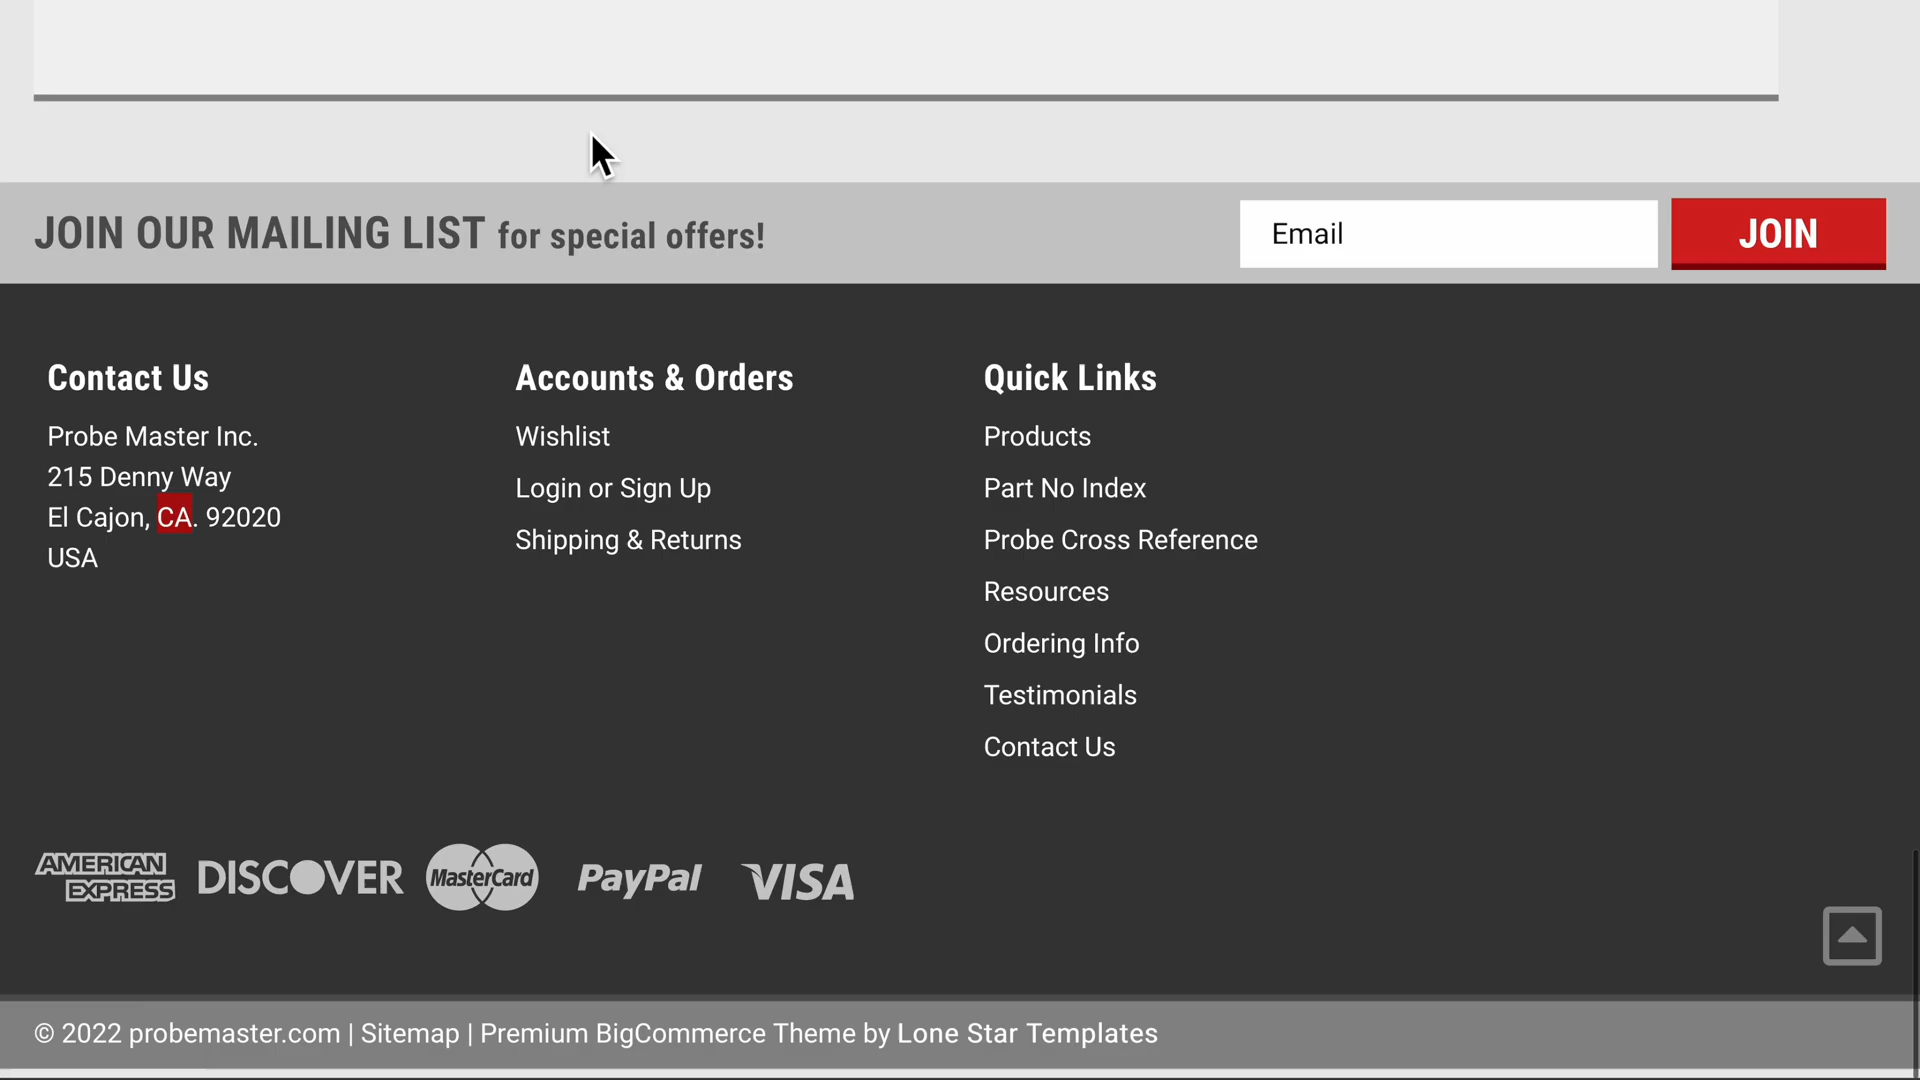 JOIN OUR MAILING LIST for special offers!
Email
JOIN
Contact Us
Probe Master Inc.
215 Denny Way
El Cajon, CA. 92020
USA
Accounts & Orders
Wishlist
Login or Sign Up
Shipping & Returns
Quick Links
Products
Part No Index
Probe Cross Reference
Resources
Ordering Info
Testimonials
Contact Us
AMERICAN
EXPRESS
DISCOVER
MasterCard
PayPal
VISA
© 2022 probemaster.com | Sitemap | Premium BigCommerce Theme by Lone Star Templates